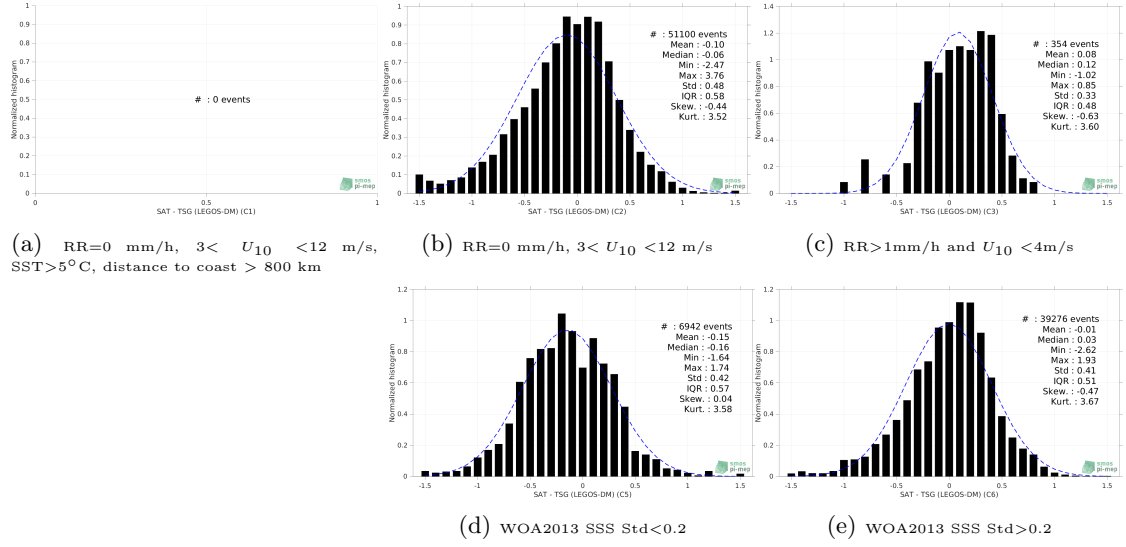 1
0.9
0.8
0.7
0.6
0.5
0.4
0.3
0.2
0.1
0
Normalized histogram
# : 0 events
smos
pi-mep
0 0.5 1
SAT - TSG (LEGOS-DM) (C1)
1
0.9
0.8
0.7
0.6
0.5
0.4
0.3
0.2
0.1
0
Normalized histogram
# : 51100 events
Mean : -0.10
Median : -0.06
Min : -2.47
Max : 3.76
Std : 0.48
IQR : 0.58
Skew. : -0.44
Kurt. : 3.52
smos
pi-mep
-1.5 -1 -0.5 0 0.5 1 1.5
SAT - TSG (LEGOS-DM) (C2)
1.4
1.2
1
0.8
0.6
0.4
0.2
0
Normalized histogram
# : 354 events
Mean : 0.08
Median : 0.12
Min : -1.02
Max : 0.85
Std : 0.33
IQR : 0.48
Skew. : -0.63
Kurt. : 3.60
smos
pi-mep
-1.5 -1 -0.5 0 0.5 1 1.5
SAT - TSG (LEGOS-DM) (C3)
(a) RR=0 mm/h, 3< U10 <12 m/s,
SST>5°C, distance to coast > 800 km
(b) RR=0 mm/h, 3< U10 <12 m/s
(c) RR>1mm/h and U10 <4m/s
1.2
1
0.8
0.6
0.4
0.2
0
Normalized histogram
# : 6942 events
Mean : -0.15
Median : -0.16
Min : -1.64
Max : 1.74
Std : 0.42
IQR : 0.57
Skew. : 0.04
Kurt. : 3.58
smos
pi-mep
-1.5 -1 -0.5 0 0.5 1 1.5
SAT - TSG (LEGOS-DM) (C5)
1.2
1
0.8
0.6
0.4
0.2
0
Normalized histogram
# : 39276 events
Mean : -0.01
Median : 0.03
Min : -2.62
Max : 1.93
Std : 0.41
IQR : 0.51
Skew. : -0.47
Kurt. : 3.67
smos
pi-mep
-1.5 -1 -0.5 0 0.5 1 1.5
SAT - TSG (LEGOS-DM) (C6)
(d) WOA2013 SSS Std<0.2
(e) WOA2013 SSS Std>0.2